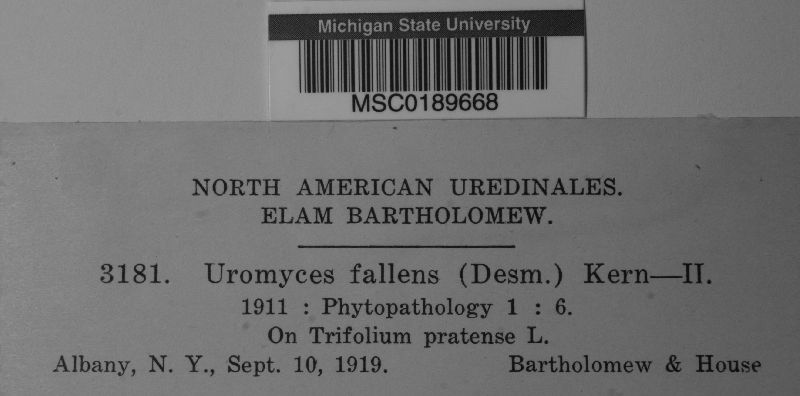 Michigan State University
MSC0189668
NORTH AMERICAN UREDINALES.
ELAM BARTHOLOMEW.
3181. Uromyces fallens (Desm.) Kern—II.
1911 : Phytopathology 1 : 6.
On Trifolium pratense L.
Albany, N. Y., Sept. 10, 1919. Bartholomew & House